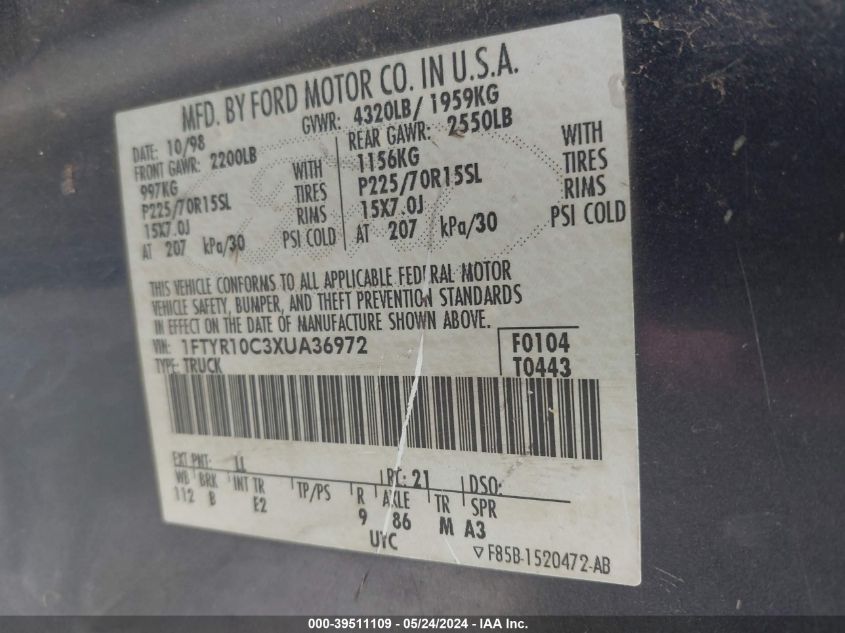 MFD. BY FORD MOTOR CO. IN U.S.A.
DATE: 10/98 GVWR: 4320LB/ 1959KG
FRONT GAWR: 2200LB REAR GAWR: 2550LB
997KG WITH 1156KG WITH
P225/70R15SL TIRES P225/70R15SL TIRES
15X7.0J RIMS 15X7.0J RIMS
AT 207 kPa/30 PSI COLD AT 207 kPa/30 PSI COLD
THIS VEHICLE CONFORMS TO ALL APPLICABLE FEDERAL MOTOR
VEHICLE SAFETY, BUMPER, AND THEFT PREVENTION STANDARDS
IN EFFECT ON THE DATE OF MANUFACTURE SHOWN ABOVE.
VIN: 1FTYR10C3XUA36972 F0104
TYPE: TRUCK T0443
EXT PNT: LL RC: 21 DSO:
WB BRK INT TR TP/PS R AXLE TR SPR
112 B E2 9 86 M A3
UYC
F85B-1520472-AB
000-39511109 - 05/24/2024 - IAA, Inc.